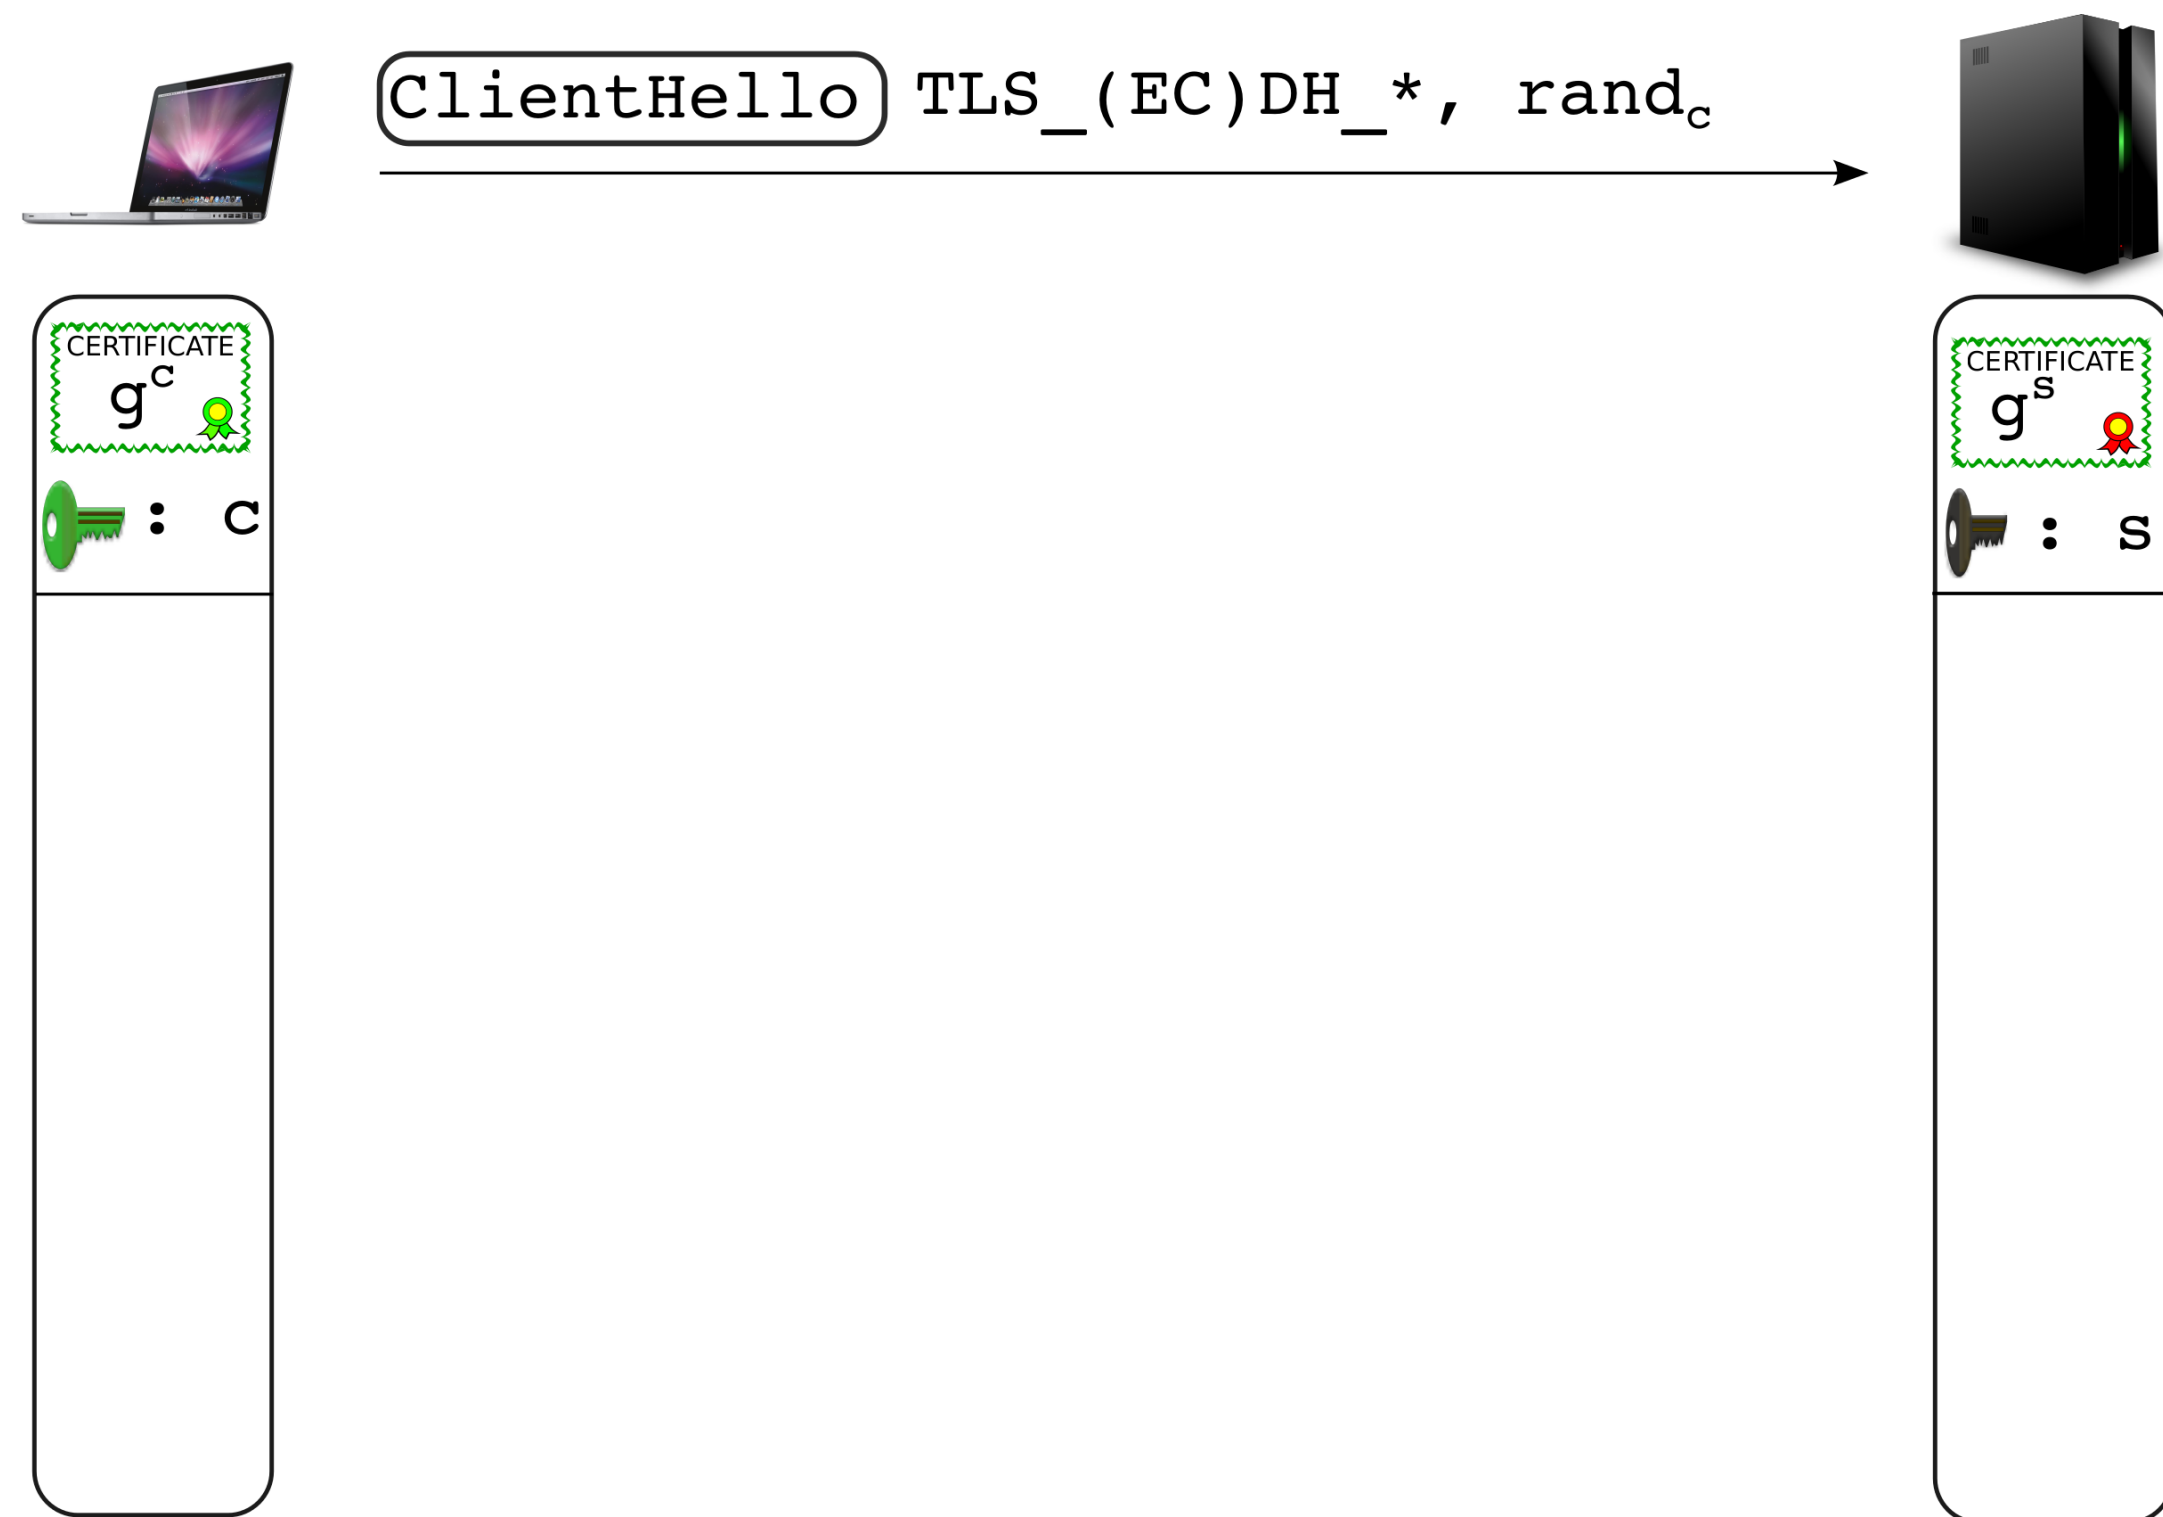 ClientHello TLS_(EC)DH_*, rand_c
CERTIFICATE
g^c
: c
CERTIFICATE
g^s
: s